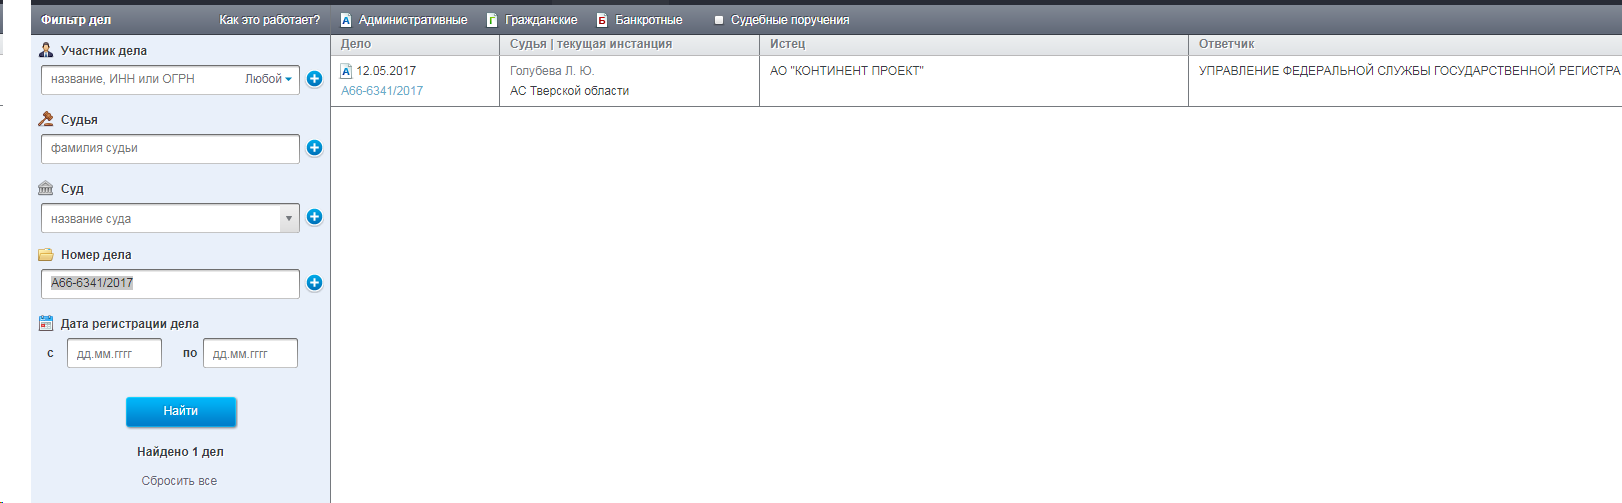 Фильтр дел
Как это работает?
Участник дела
название, ИНН или ОГРН
Любой
Судья
фамилия судьи
Суд
название суда
Номер дела
А66-6341/2017
Дата регистрации дела
с дд.мм.гггг по дд.мм.гггг
Найти
Найдено 1 дел
Сбросить все
А Административные Г Гражданские Б Банкротные Судебные поручения
Дело Судья | текущая инстанция Истец Ответчик
А 12.05.2017
А66-6341/2017
Голубева Л. Ю.
АС Тверской области
АО "КОНТИНЕНТ ПРОЕКТ"
УПРАВЛЕНИЕ ФЕДЕРАЛЬНОЙ СЛУЖБЫ ГОСУДАРСТВЕННОЙ РЕГИСТРА